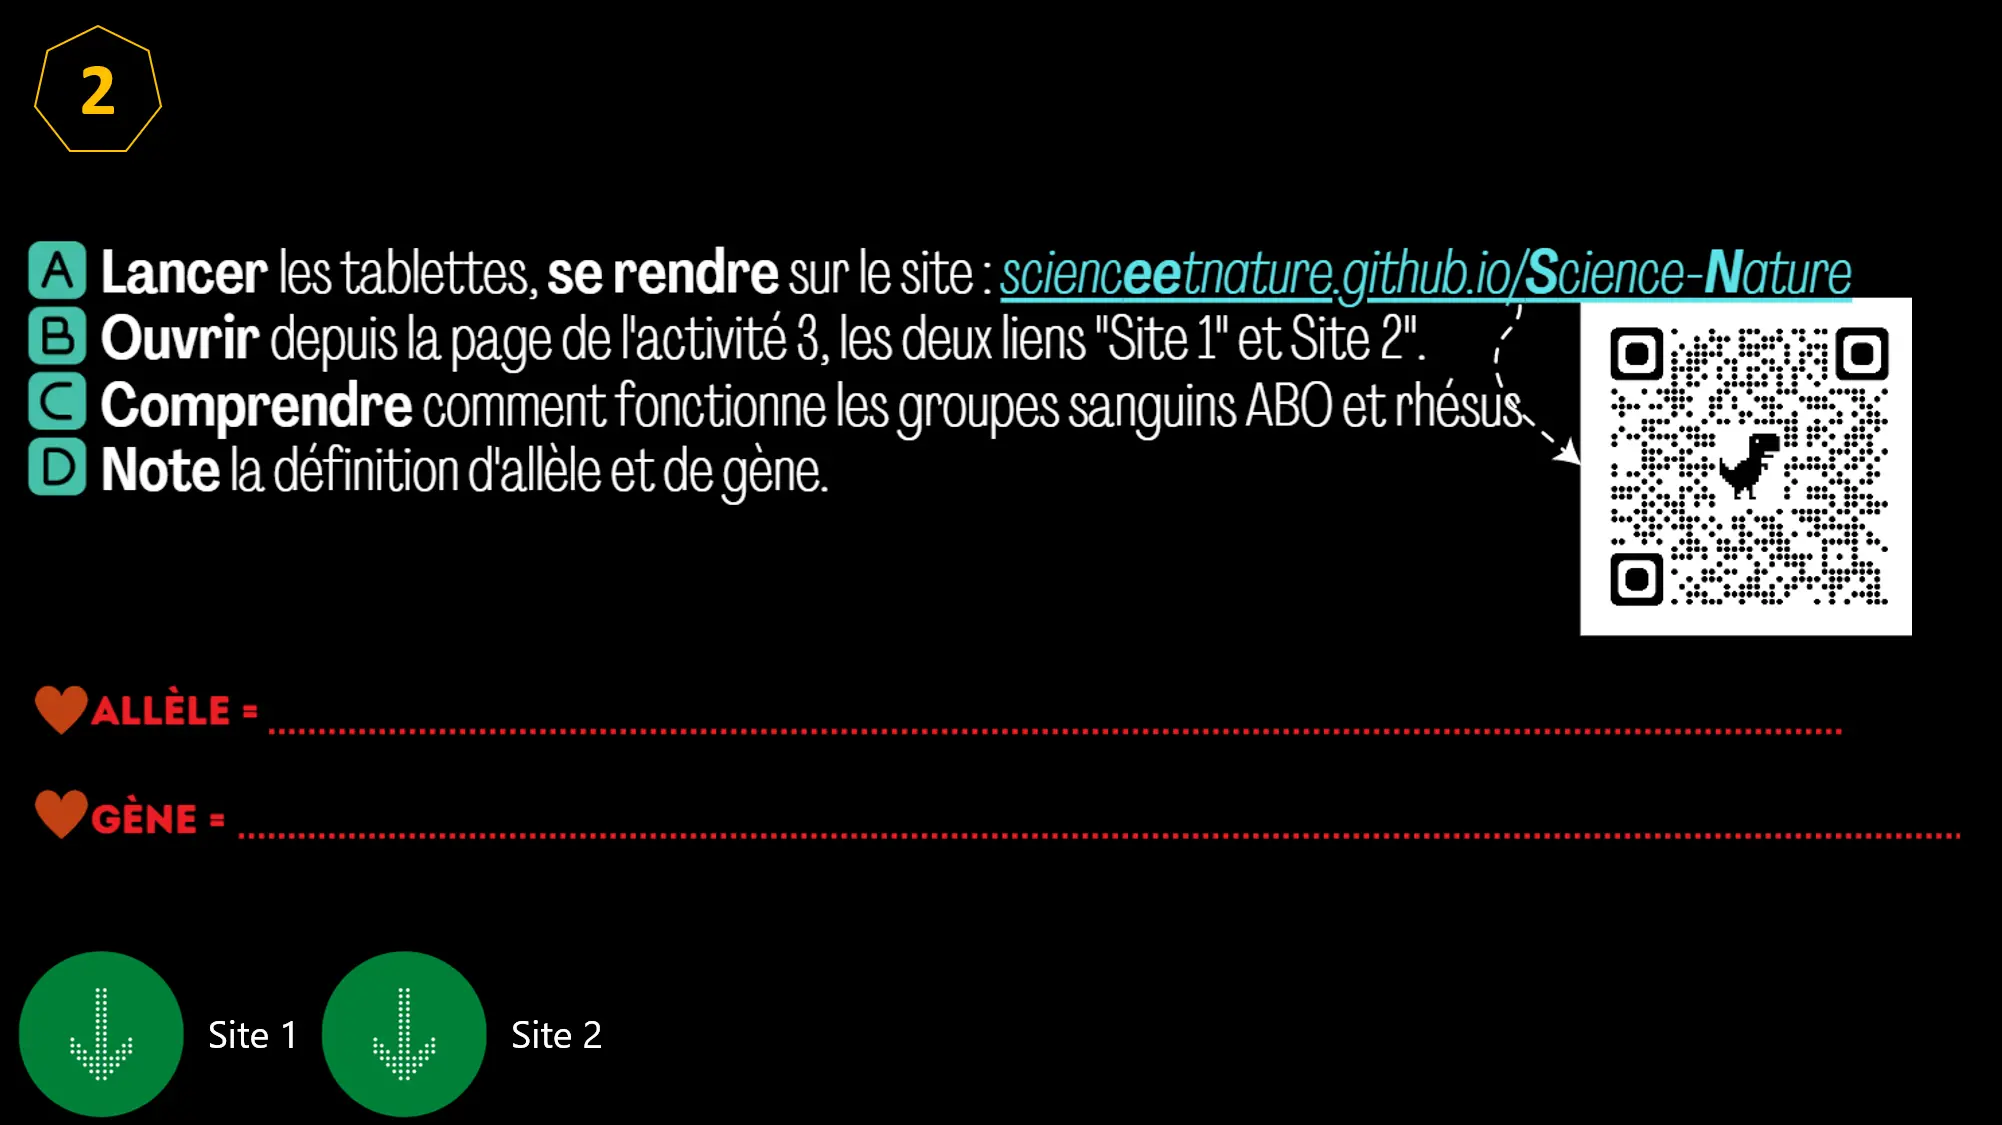 2
A Lancer les tablettes, se rendre sur le site : scienceetnature.github.io/Science-Nature
B Ouvrir depuis la page de l'activité 3, les deux liens "Site 1" et Site 2".
C Comprendre comment fonctionne les groupes sanguins ABO et rhésus
D Note la définition d'allèle et de gène.
ALLÈLE = ........................................................................
GÈNE = ........................................................................
Site 1 Site 2